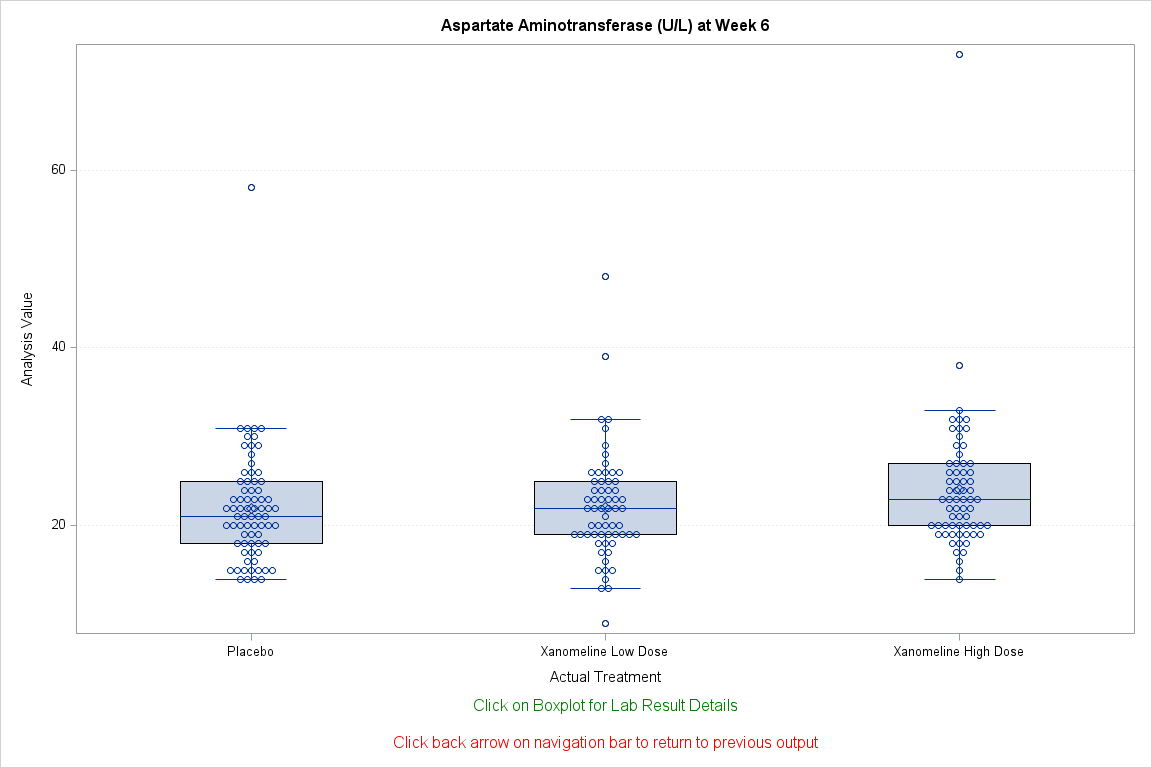 Aspartate Aminotransferase (U/L) at Week 6
60
40
20
Analysis Value
Placebo
Xanomeline Low Dose
Xanomeline High Dose
Actual Treatment
Click on Boxplot for Lab Result Details
Click back arrow on navigation bar to return to previous output